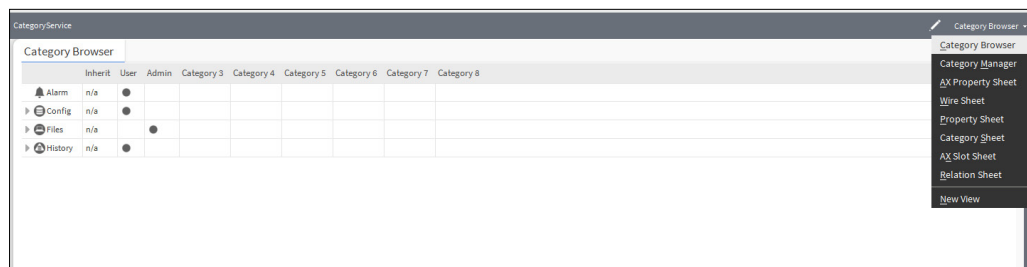 CategoryService Category Browser
Category Browser
Inherit User Admin Category 3 Category 4 Category 5 Category 6 Category 7 Category 8
Alarm n/a
Config n/a
Files n/a
History n/a
Category Browser
Category Manager
AX Property Sheet
Wire Sheet
Property Sheet
Category Sheet
AX Slot Sheet
Relation Sheet
New View